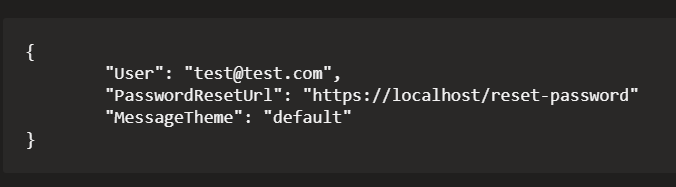 {
        "User": "test@test.com",
        "PasswordResetUrl": "https://localhost/reset-password"
        "MessageTheme": "default"
}